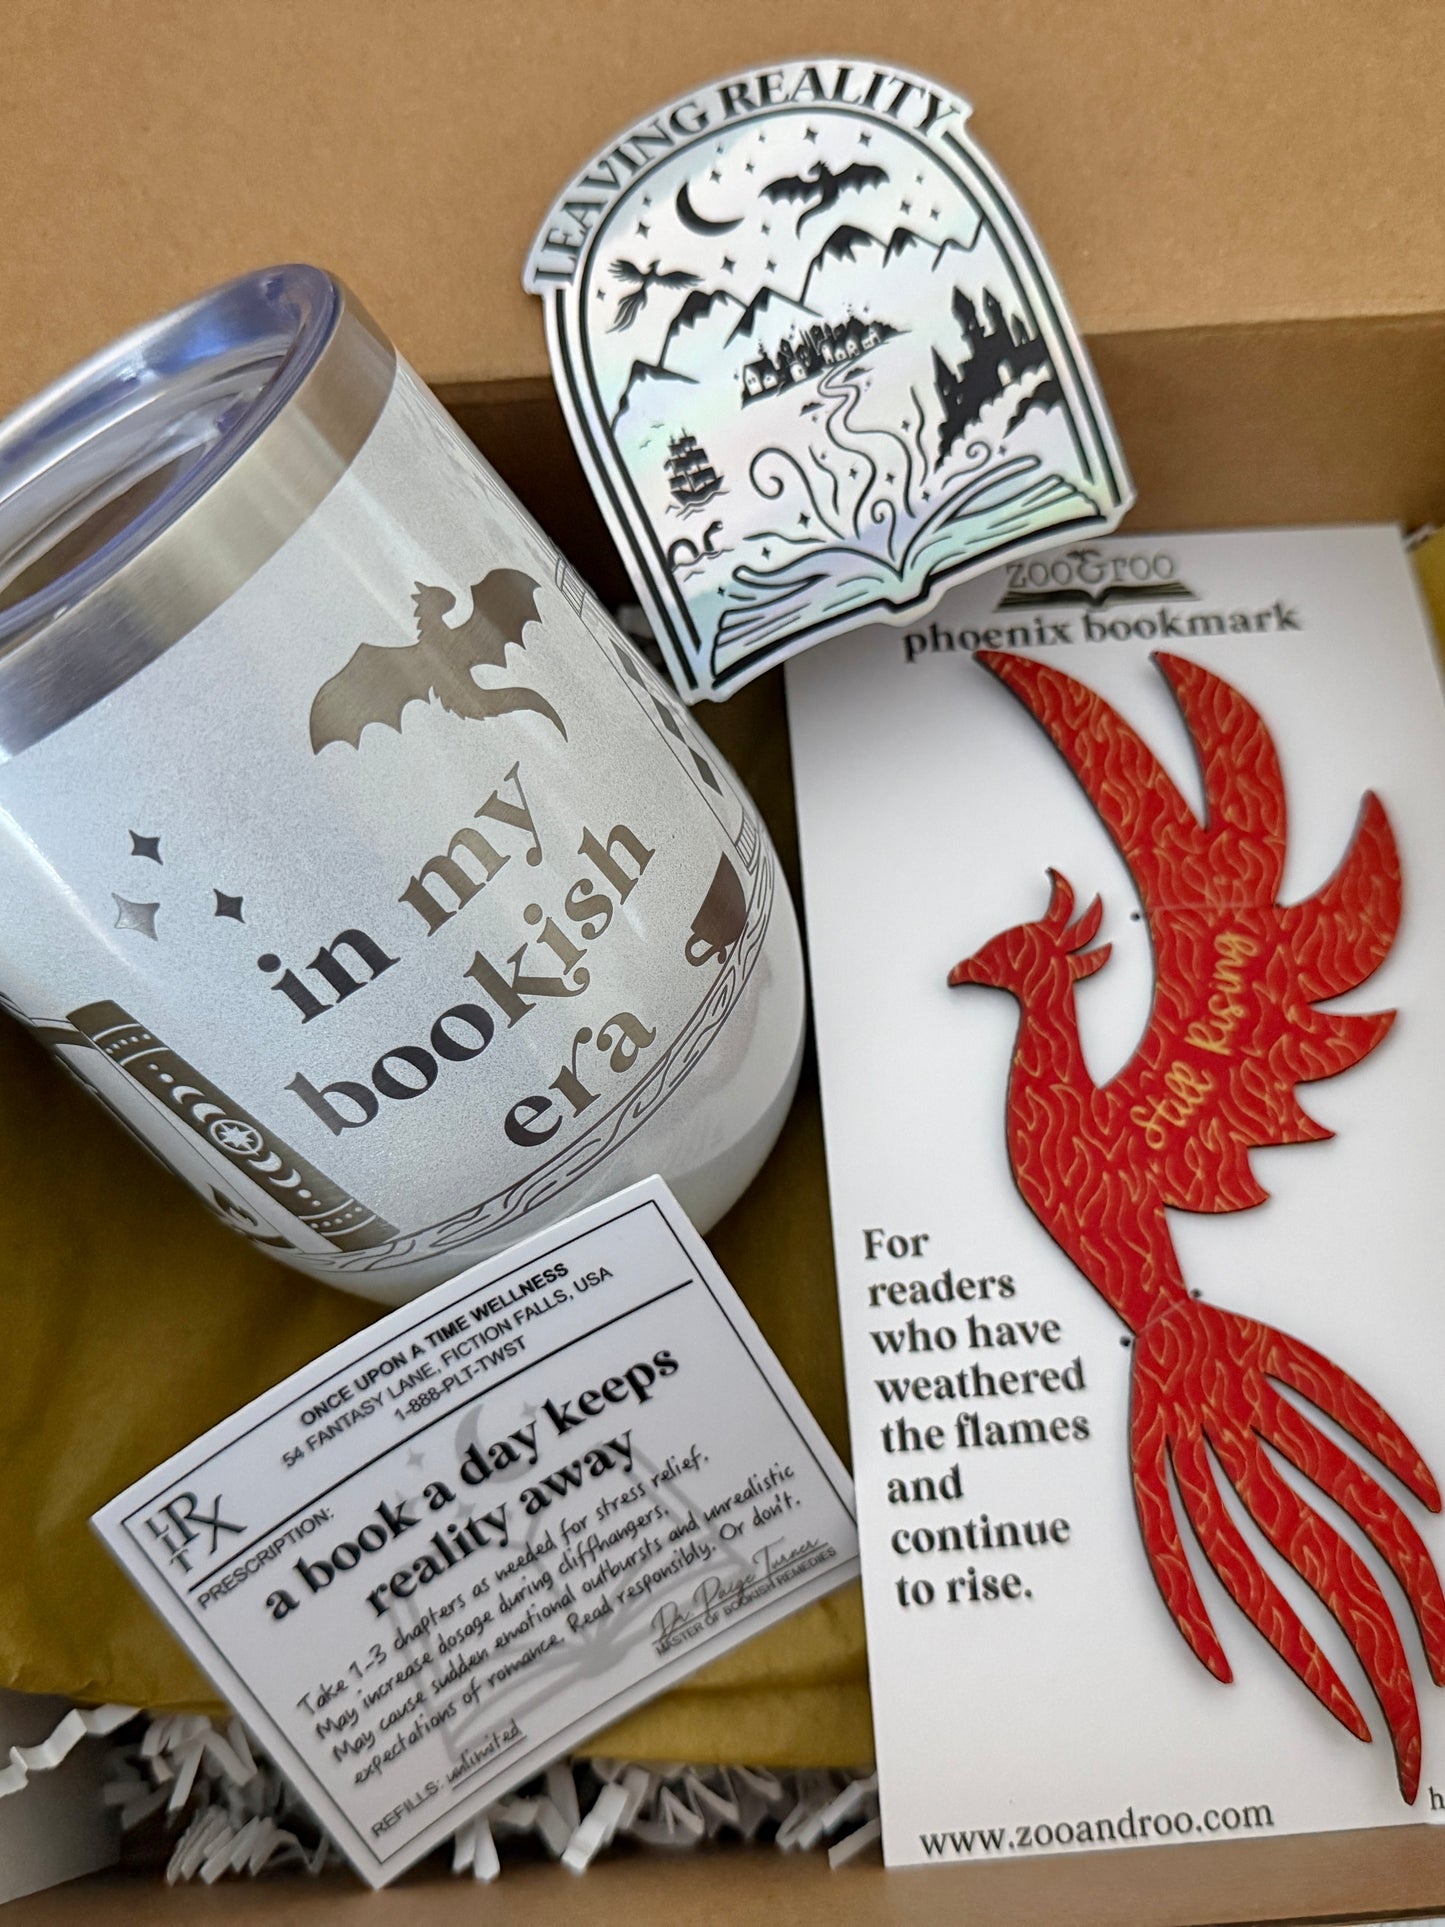 LEAVING REALITY
zoo&roo
phoenix bookmark
in my
bookish
era
Still Rising
For
readers
who have
weathered
the flames
and
continue
to rise.
www.zooandroo.com
h
ONCE UPON A TIME WELLNESS
54 FANTASY LANE, FICTION FALLS, USA
1-888-PLT-TWST
LIT RX
PRESCRIPTION:
a book a day keeps
reality away
Take 1-3 chapters as needed for stress relief.
May increase dosage during cliffhangers.
May cause sudden emotional outbursts and unrealistic
expectations of romance. Read responsibly. Or don't.
Dr Paige Turner
MASTER OF BOOKISH REMEDIES
REFILLS: unlimited